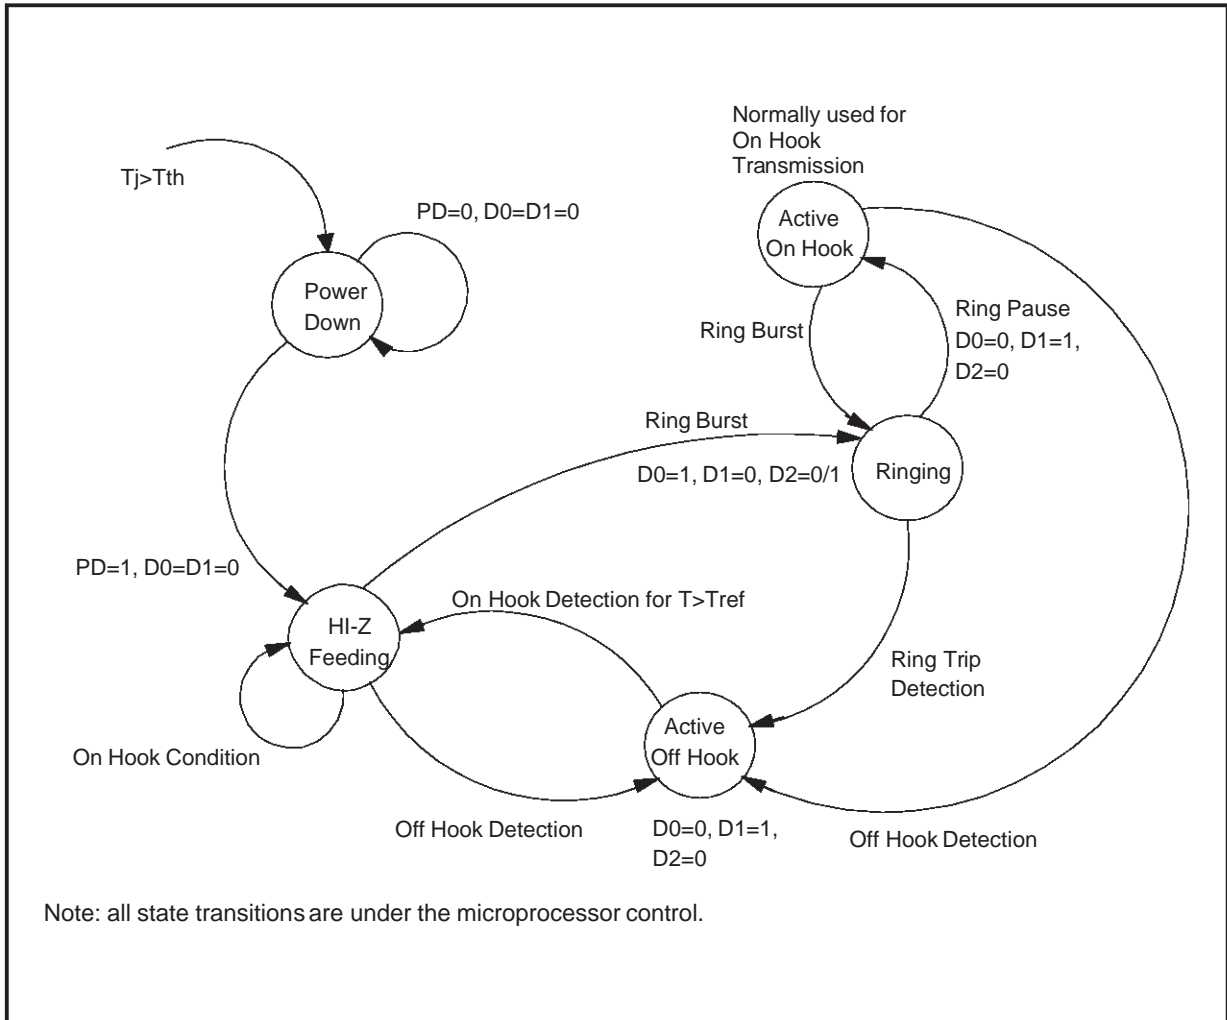 Normally used for
On Hook
Transmission
Tj>Tth
PD=0, D0=D1=0
Active
On Hook
Power
Down
Ring Burst
Ring Pause
D0=0, D1=1,
D2=0
Ring Burst
D0=1, D1=0, D2=0/1
Ringing
PD=1, D0=D1=0
On Hook Detection for T>Tref
HI-Z
Feeding
Ring Trip
Detection
Active
Off Hook
On Hook Condition
Off Hook Detection
D0=0, D1=1,
D2=0
Off Hook Detection
Note: all state transitions are under the microprocessor control.